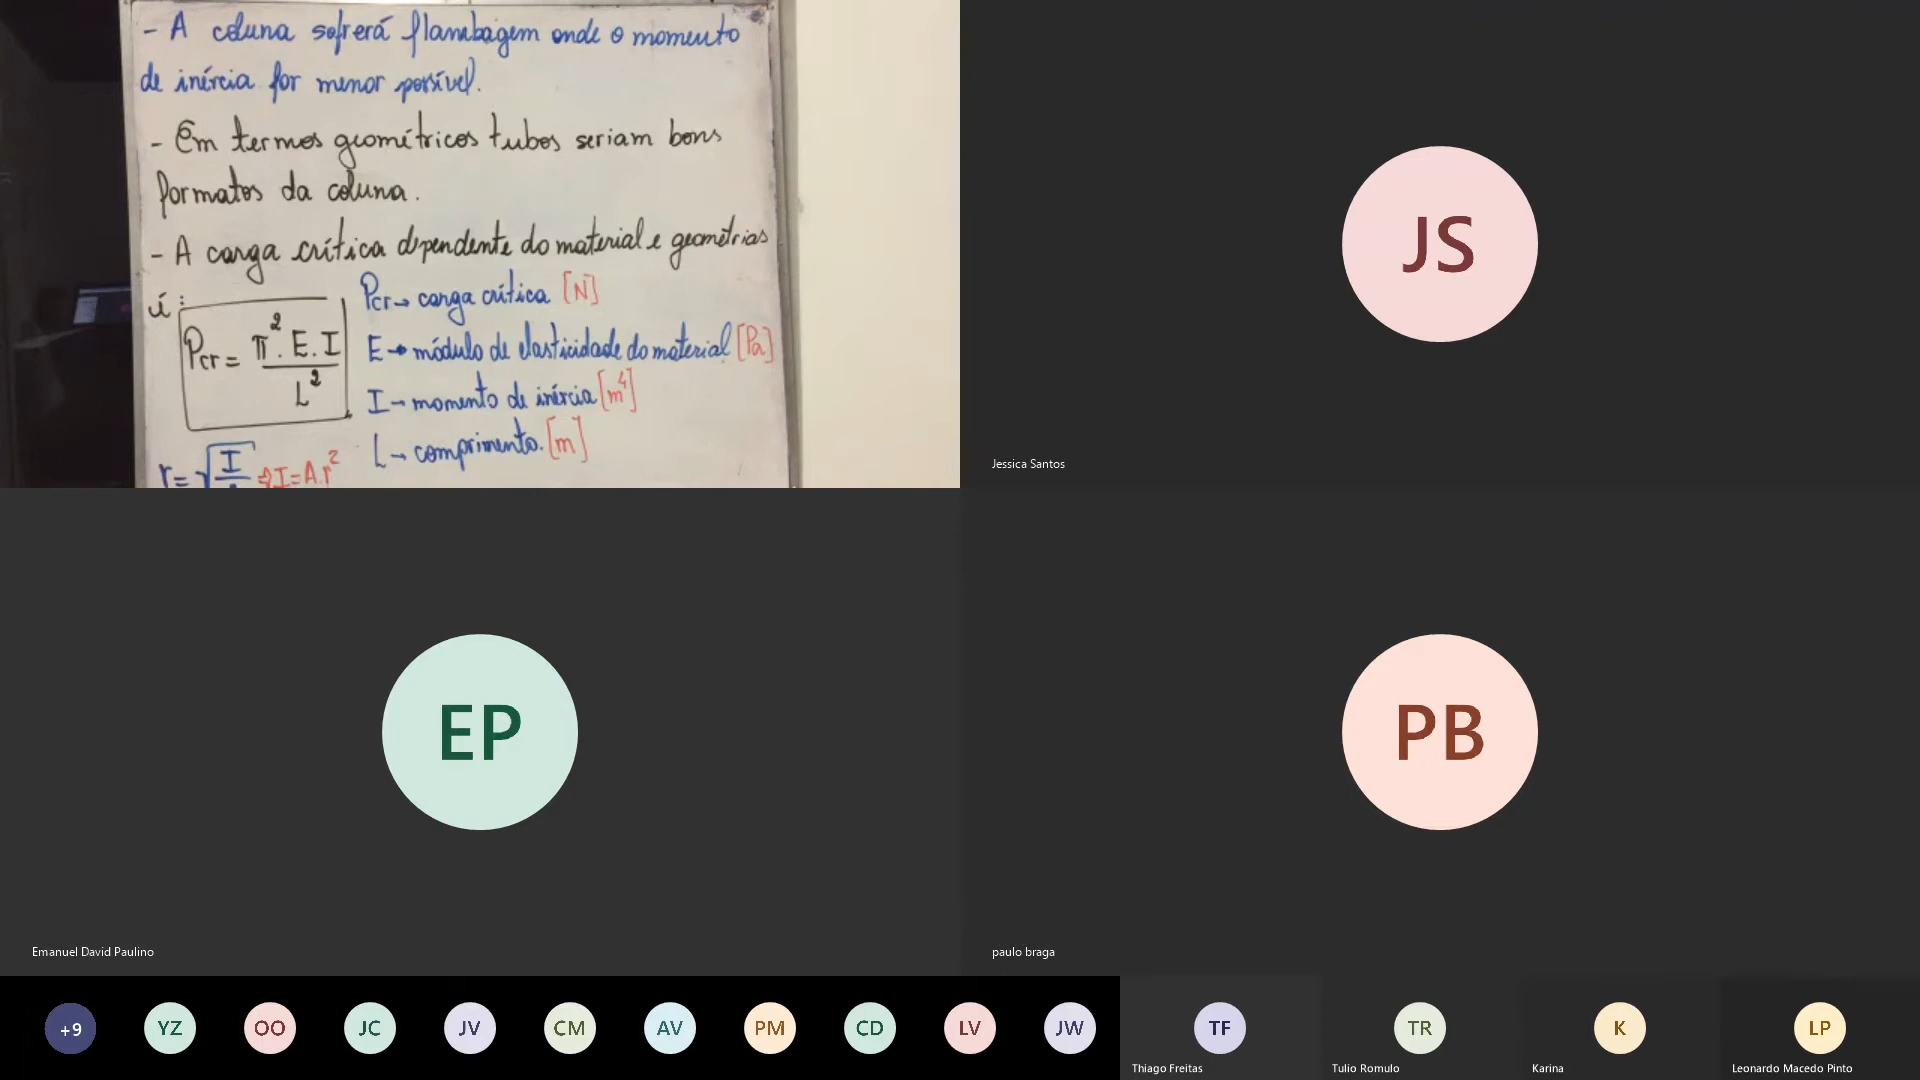 - A coluna sofrerá flambagem onde o momento
de inércia for menor possível.
- Em termos geométricos tubos seriam bons
formatos da coluna.
- A carga crítica dependente do material e geometrias
é:
Pcr = π². E. I / L²
Pcr → carga crítica [N]
E → módulo de elasticidade do material [Pa]
I → momento de inércia [m⁴]
L → comprimento. [m]
r = √I ⇒ I = A.r²
JS
Jessica Santos
EP
Emanuel David Paulino
PB
paulo braga
+9
YZ
OO
JC
JV
CM
AV
PM
CD
LV
JW
TF
Thiago Freitas
TR
Tulio Romulo
K
Karina
LP
Leonardo Macedo Pinto